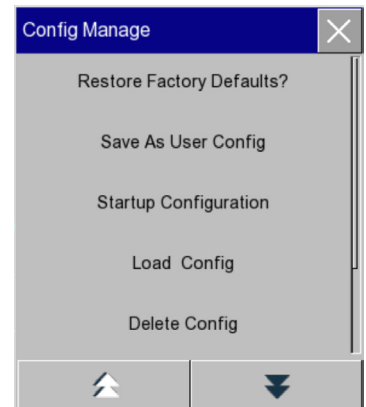 Config Manage
Restore Factory Defaults?
Save As User Config
Startup Configuration
Load Config
Delete Config